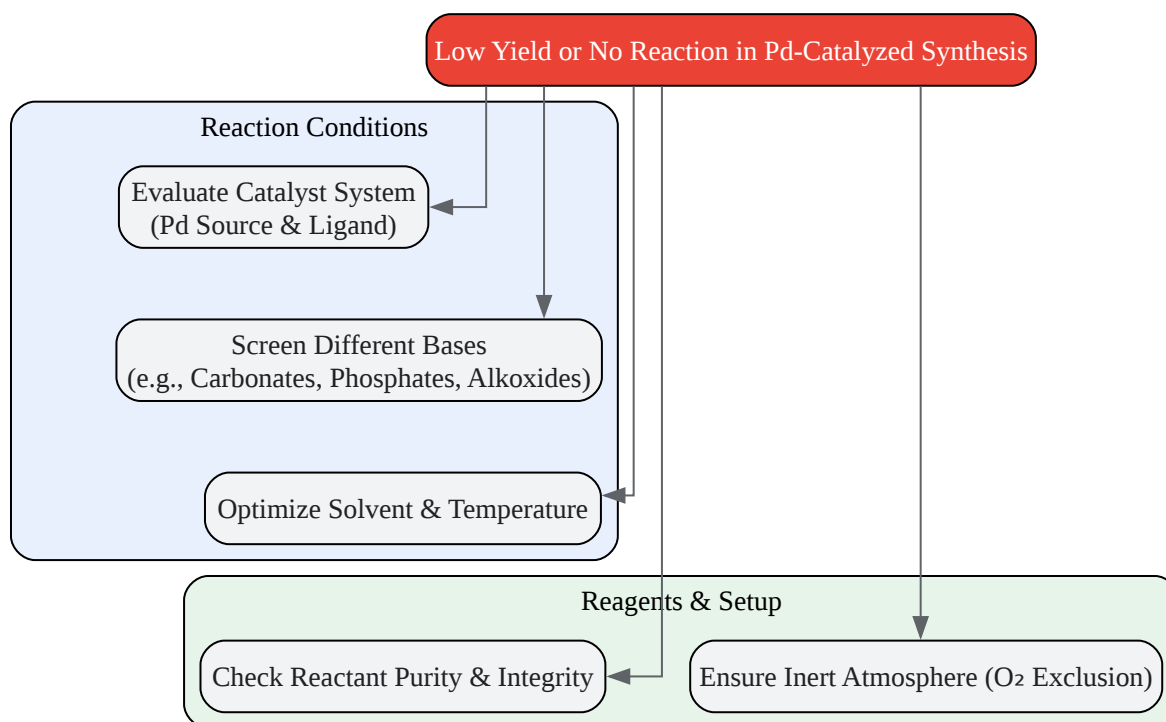 Low Yield or No Reaction in Pd-Catalyzed Synthesis
Reaction Conditions
Evaluate Catalyst System
(Pd Source & Ligand)
Screen Different Bases
(e.g., Carbonates, Phosphates, Alkoxides)
Optimize Solvent & Temperature
Reagents & Setup
Check Reactant Purity & Integrity
Ensure Inert Atmosphere (O₂ Exclusion)